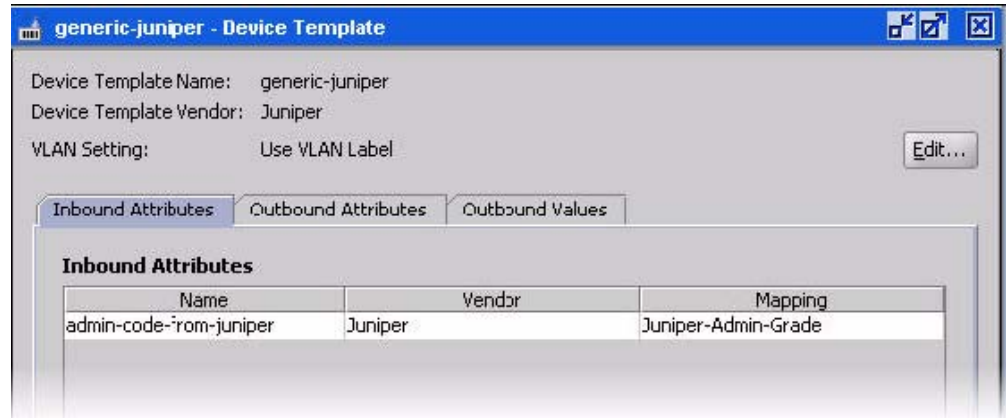 generic-juniper - Device Template
Device Template Name: generic-juniper
Device Template Vendor: Juniper
VLAN Setting: Use VLAN Label
Edit...
Inbound Attributes Outbound Attributes Outbound Values
Inbound Attributes
Name Vendor Mapping
admin-code-from-juniper Juniper Juniper-Admin-Grade